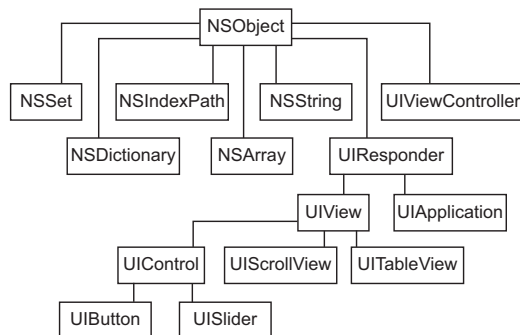 NSObject
NSSet
NSIndexPath
NSString
UIViewController
NSDictionary
NSArray
UIResponder
UIView
UIApplication
UIControl
UIScrollView
UITableView
UIButton
UISlider